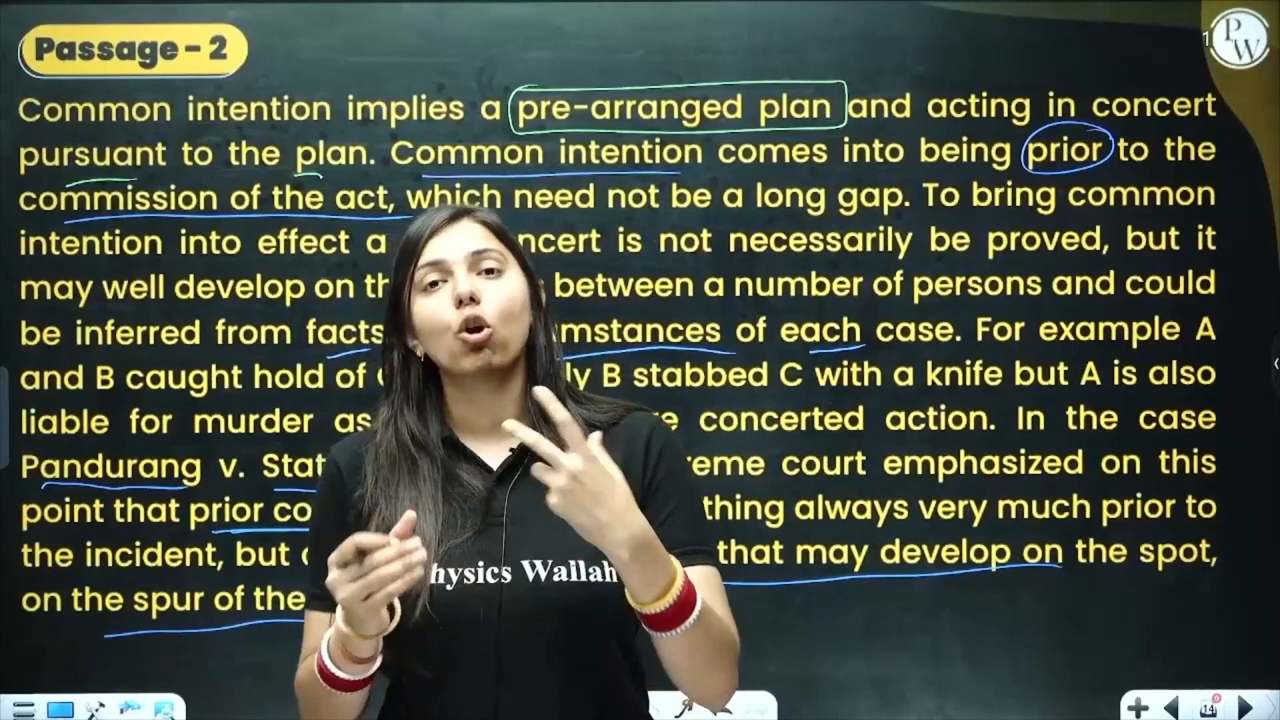 Passage - 2
PW
Common intention implies a pre-arranged plan and acting in concert
pursuant to the plan. Common intention comes into being prior to the
commission of the act, which need not be a long gap. To bring common
intention into effect a ncert is not necessarily be proved, but it
may well develop on th between a number of persons and could
be inferred from facts mstances of each case. For example A
and B caught hold of ly B stabbed C with a knife but A is also
liable for murder as concerted action. In the case
Pandurang v. Stat reme court emphasized on this
point that prior co thing always very much prior to
the incident, but that may develop on the spot,
on the spur of the
hysics Wallah
14